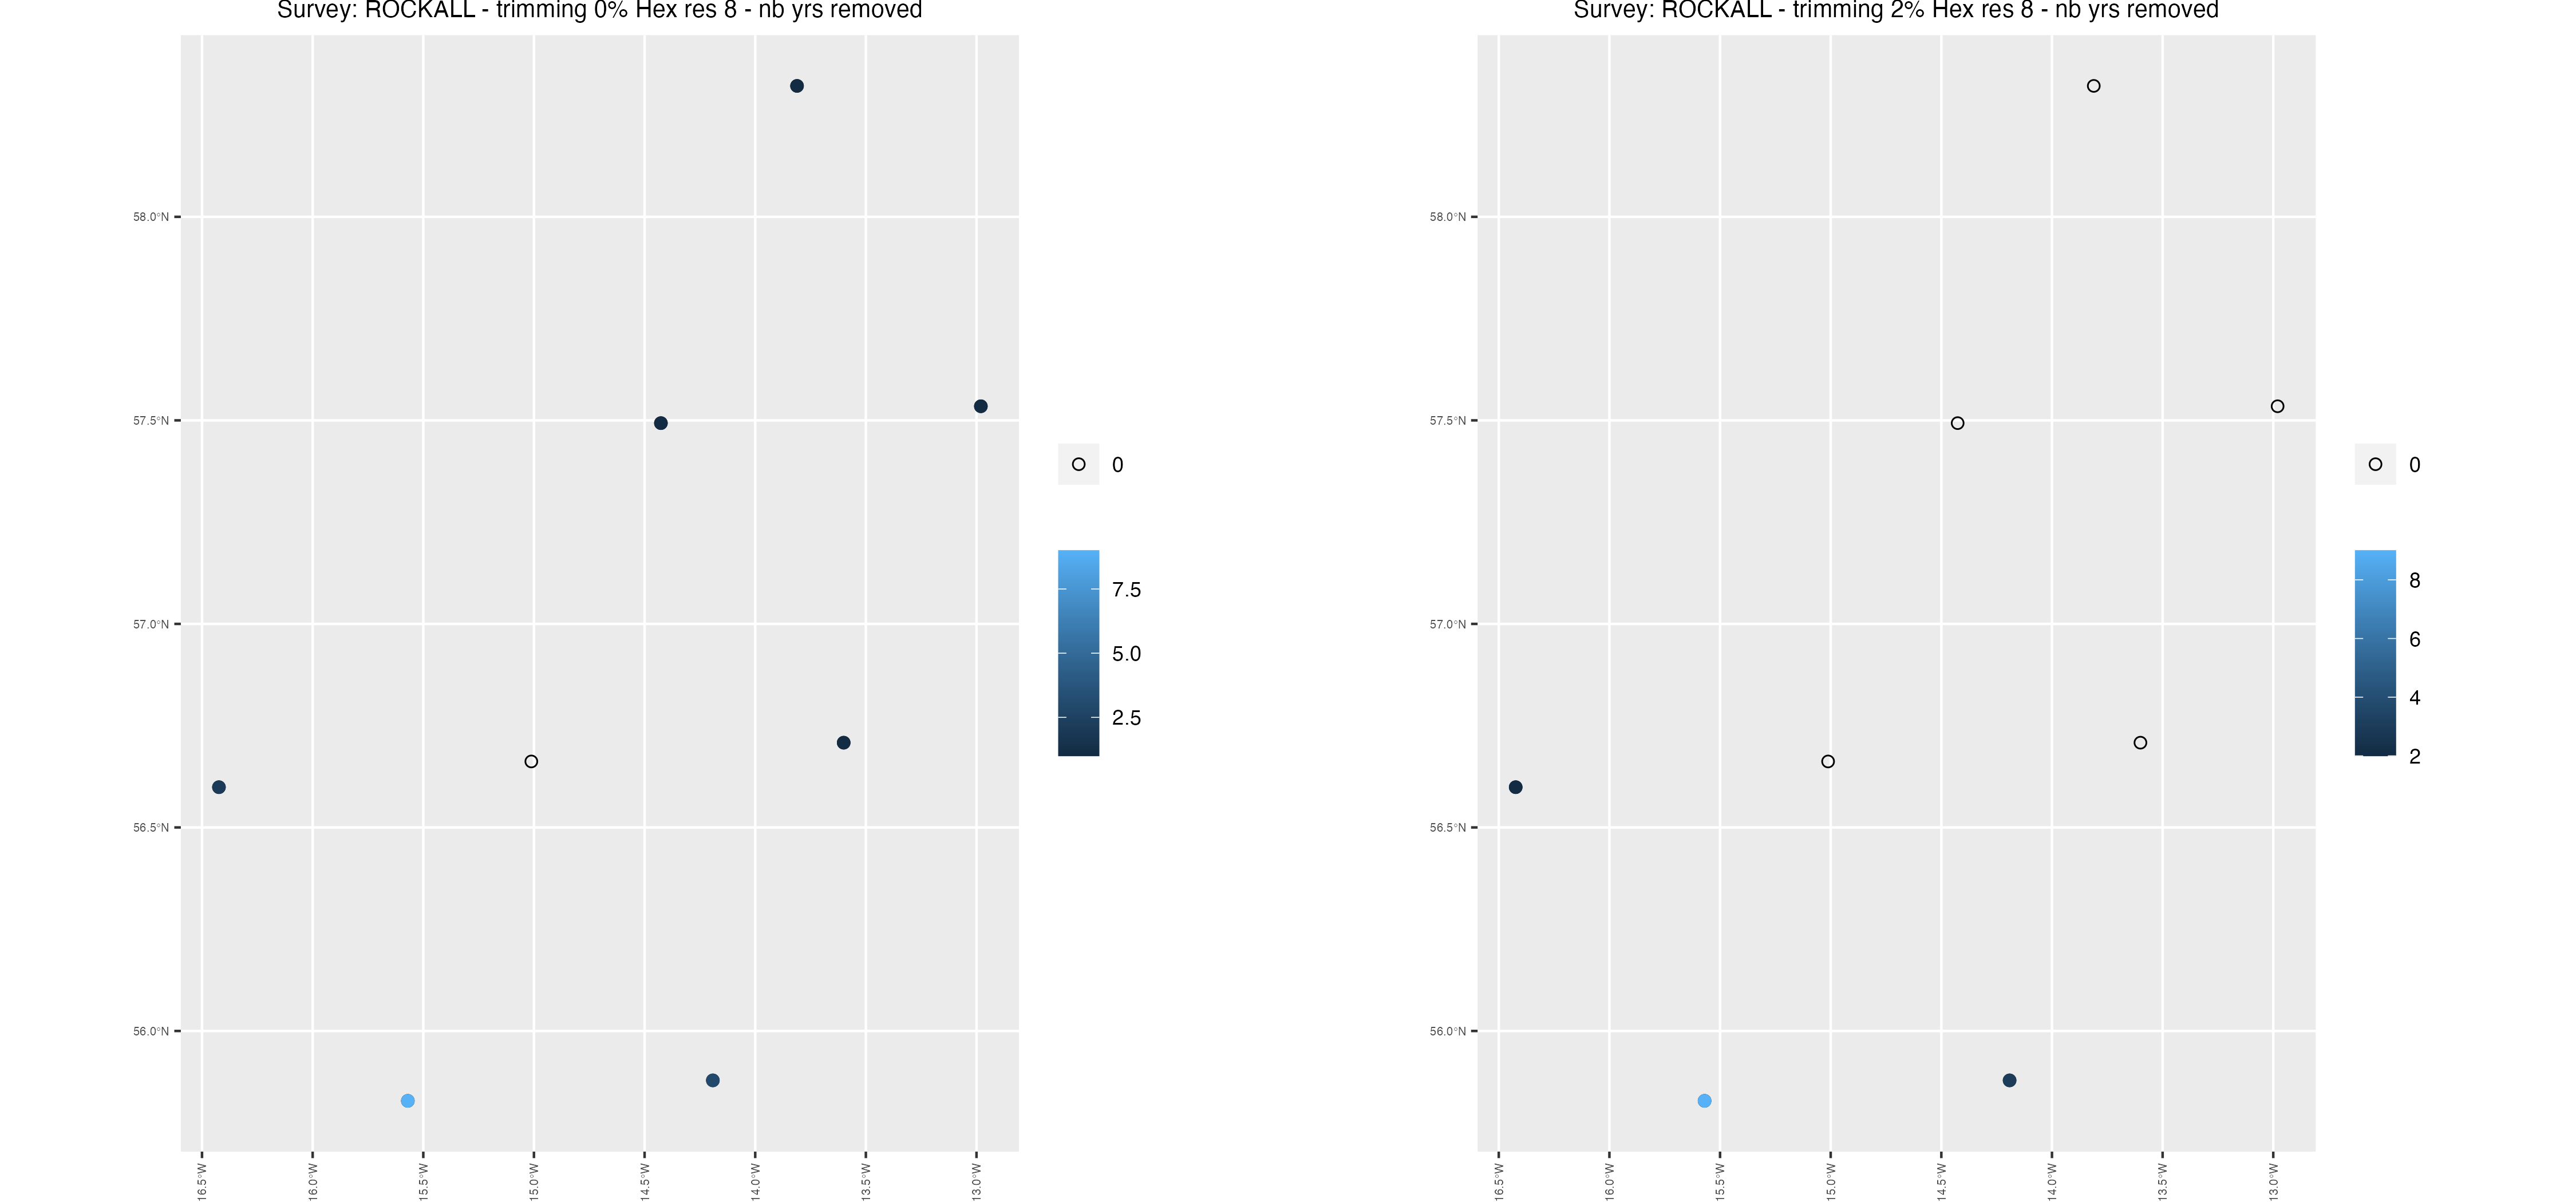 Survey: ROCKALL - trimming 0% Hex res 8 - nb yrs removed
58.0°N
57.5°N
57.0°N
56.5°N
56.0°N
16.5°W
16.0°W
15.5°W
15.0°W
14.5°W
14.0°W
13.5°W
13.0°W
0
7.5
5.0
2.5
Survey: ROCKALL - trimming 2% Hex res 8 - nb yrs removed
58.0°N
57.5°N
57.0°N
56.5°N
56.0°N
16.5°W
16.0°W
15.5°W
15.0°W
14.5°W
14.0°W
13.5°W
13.0°W
0
8
6
4
2